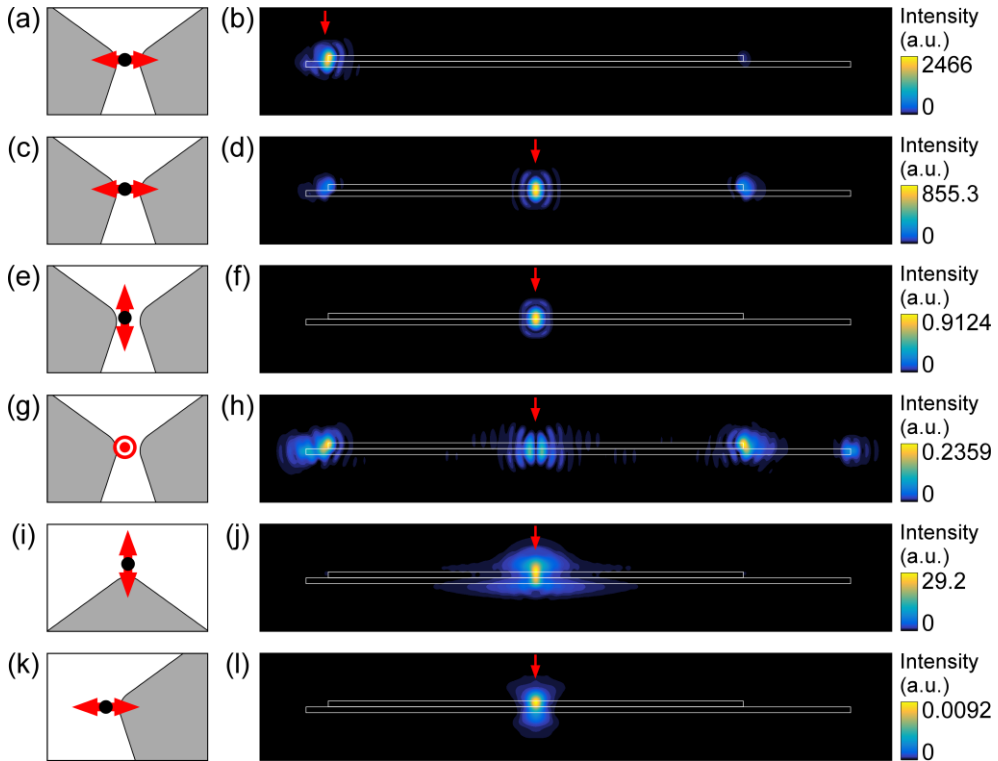 (a)
(b)
Intensity
(a.u.)
2466
0
(c)
(d)
Intensity
(a.u.)
855.3
0
(e)
(f)
Intensity
(a.u.)
0.9124
0
(g)
(h)
Intensity
(a.u.)
0.2359
0
(i)
(j)
Intensity
(a.u.)
29.2
0
(k)
(l)
Intensity
(a.u.)
0.0092
0